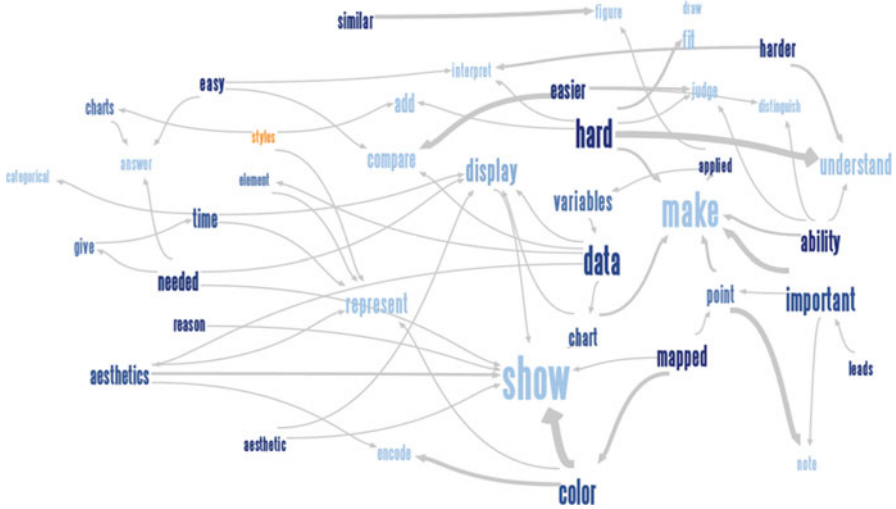 draw
similar
figure
fit
harder
interpret
easy
easier
judge
charts
add
distinguish
styles
hard
answer
compare
understand
applied
display
categorical
element
variables
make
time
ability
give
data
needed
point
important
represent
reason
chart
mapped
leads
aesthetics
show
aesthetic
encode
note
color